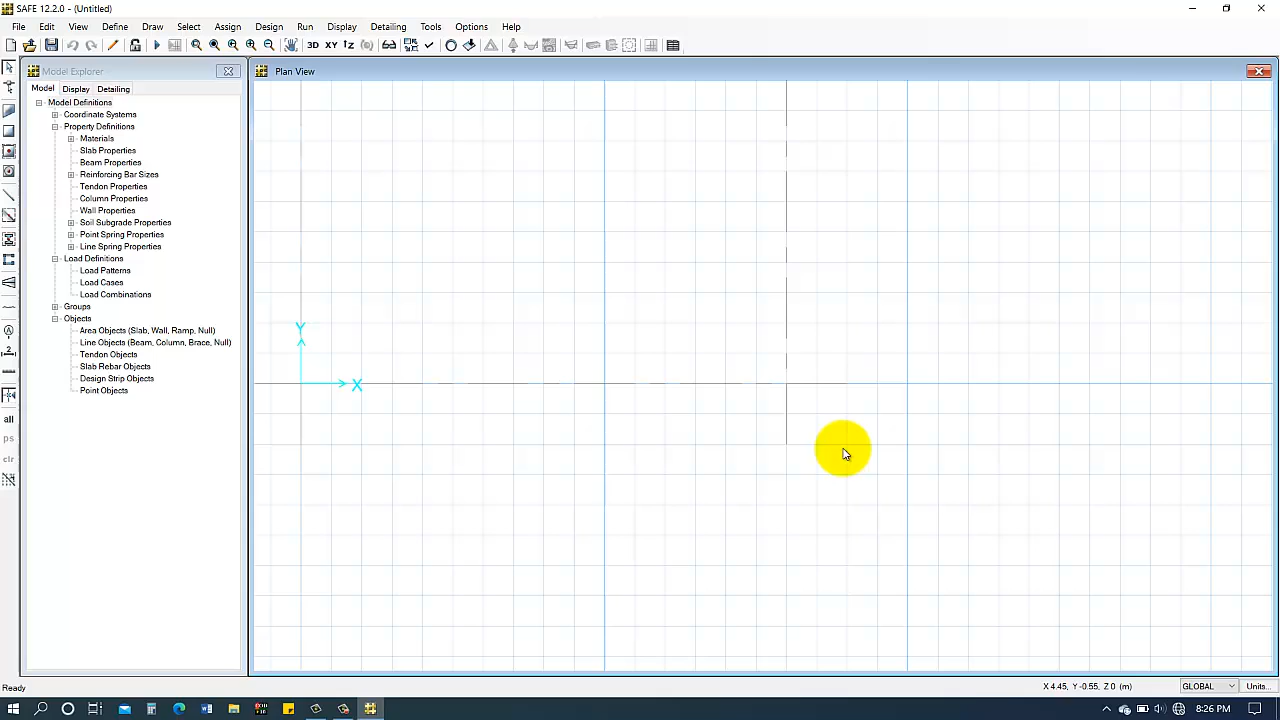 SAFE 12.2.0 - (Untitled)
File Edit View Define Draw Select Assign Design Run Display Detailing Tools Options Help
3D XY
Model Explorer
Plan View
Model Display Detailing
Model Definitions
Coordinate Systems
Property Definitions
Materials
Slab Properties
Beam Properties
Reinforcing Bar Sizes
Tendon Properties
Column Properties
Wall Properties
Soil Subgrade Properties
Point Spring Properties
Line Spring Properties
Load Definitions
Load Patterns
Load Cases
Load Combinations
Groups
Objects
Area Objects (Slab, Wall, Ramp, Null)
Line Objects (Beam, Column, Brace, Null)
Tendon Objects
Slab Rebar Objects
Design Strip Objects
Point Objects
Y
X
all
ps
clr
Ready
X 4.45, Y -0.55, Z 0 (m)
GLOBAL
Units...
8:26 PM